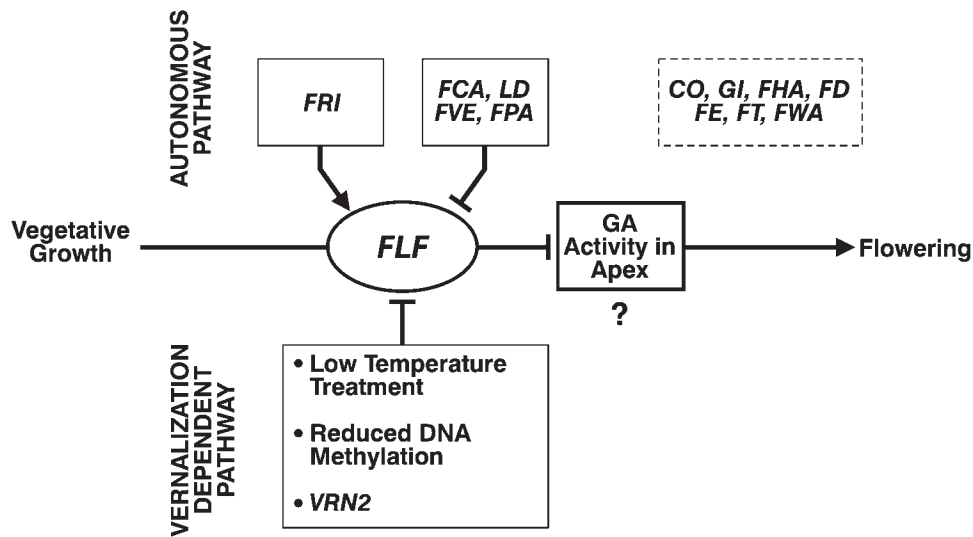 AUTONOMOUS
PATHWAY
FRI
FCA, LD
FVE, FPA
CO, GI, FHA, FD
FE, FT, FWA
Vegetative
Growth
FLF
GA
Activity in
Apex
?
Flowering
VERNALIZATION
DEPENDENT
PATHWAY
• Low Temperature
Treatment
• Reduced DNA
Methylation
• VRN2